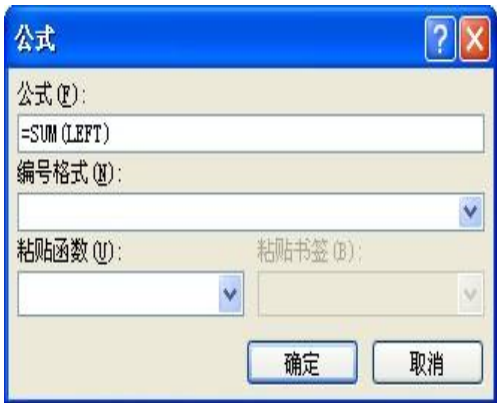 公式
公式(F):
=SUM(LEFT)
编号格式(N):
粘贴函数(U): 粘贴书签(B):
确定 取消